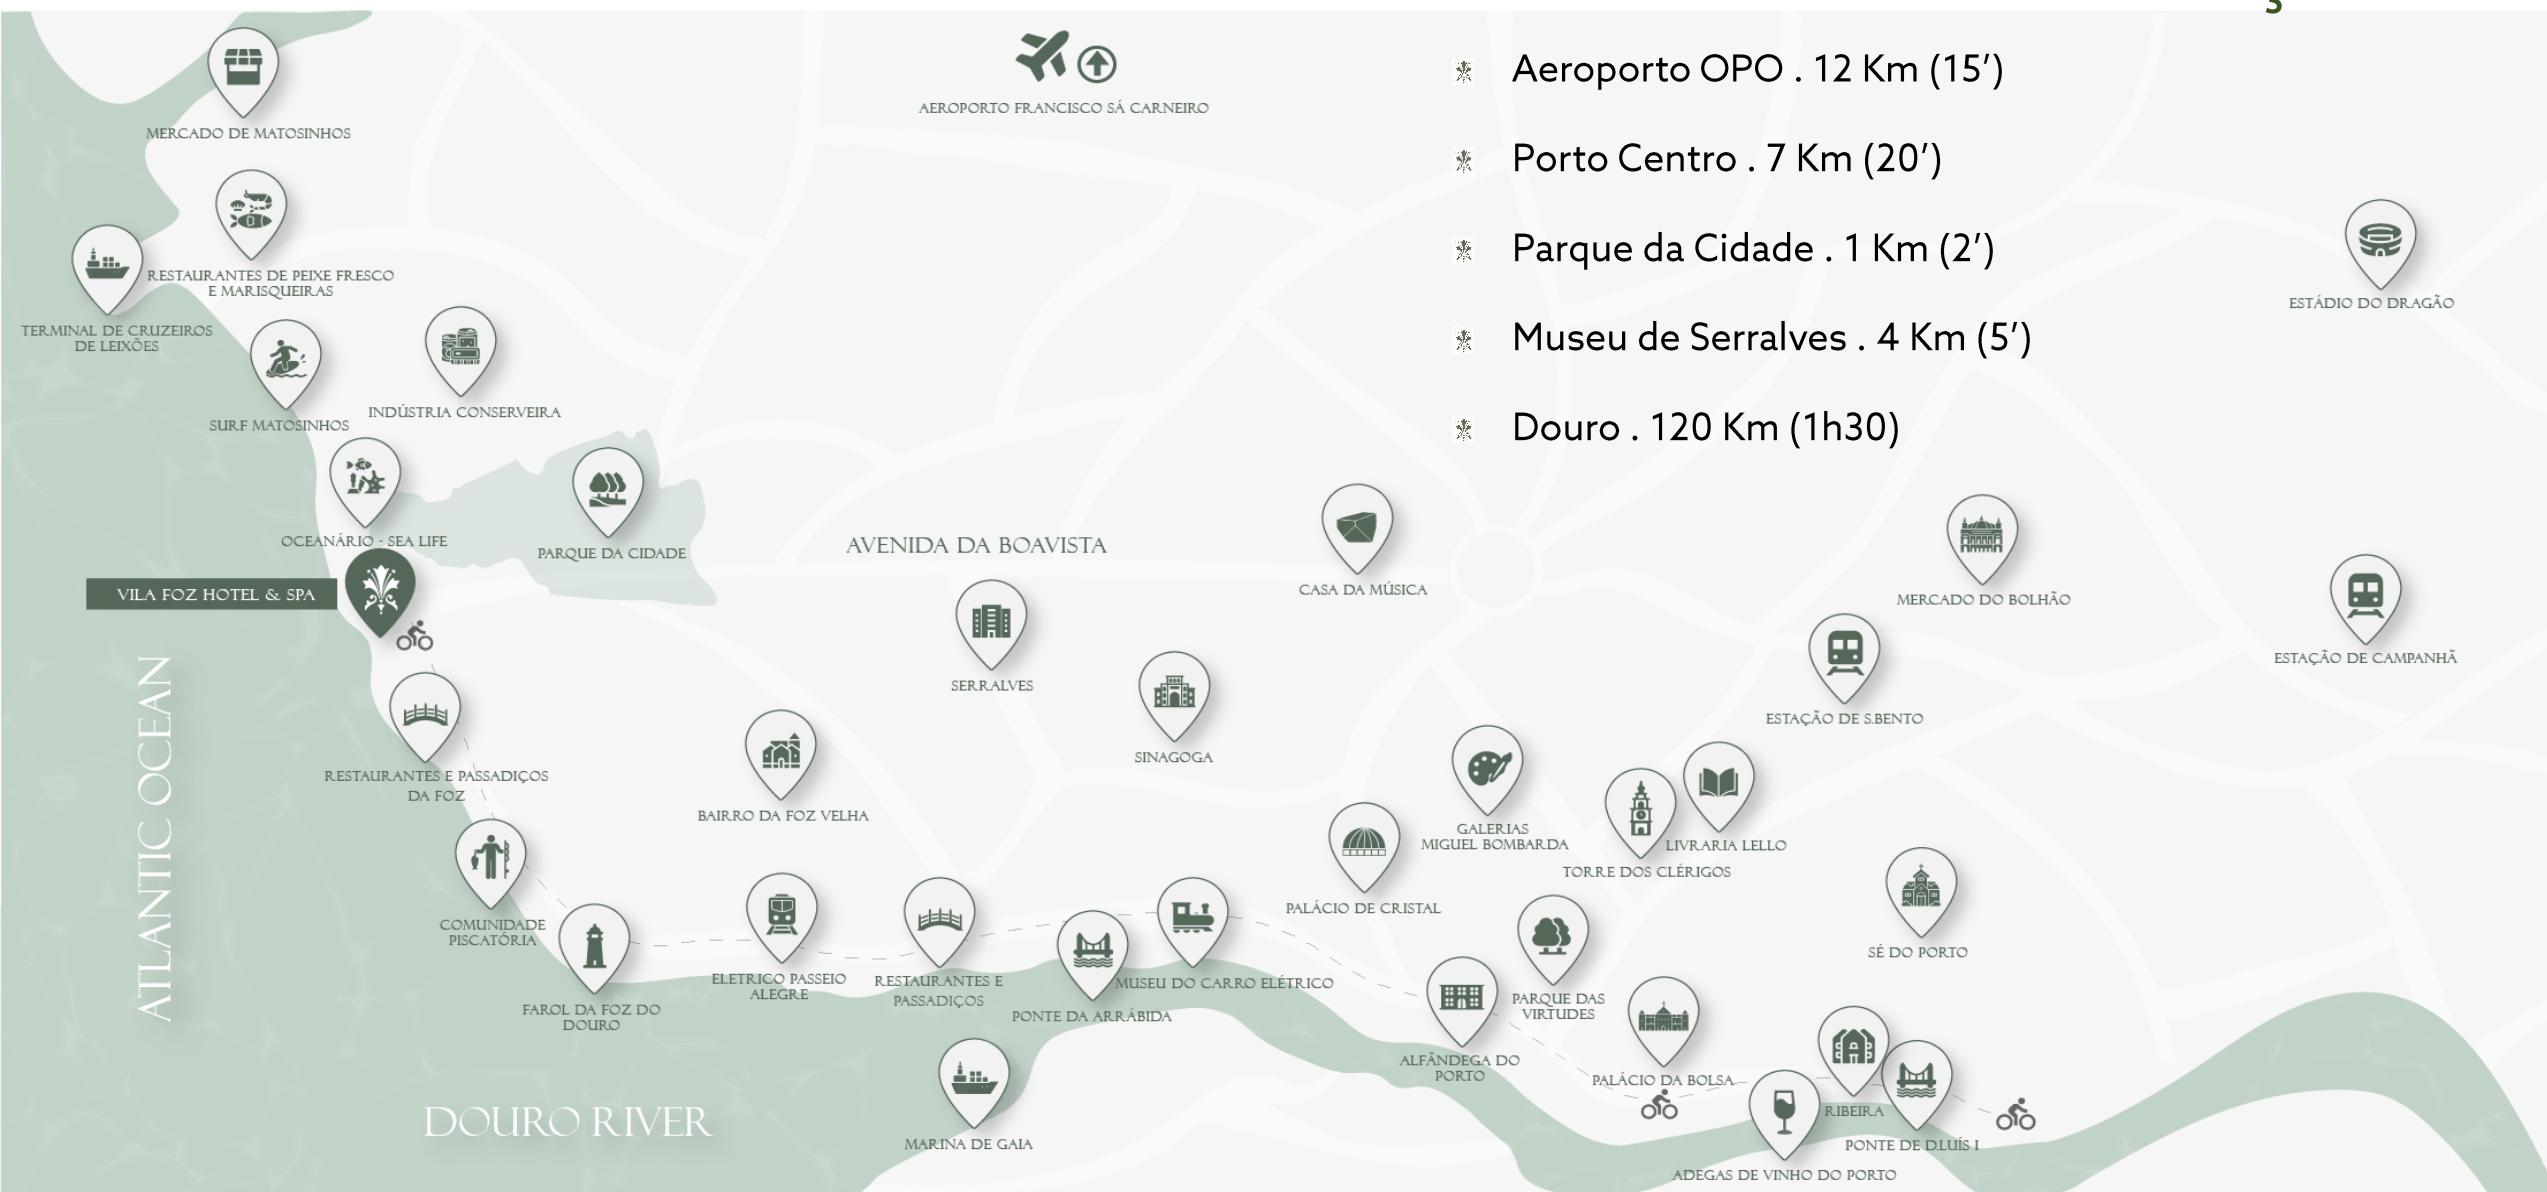 Aeroporto OPO . 12 Km (15')
Porto Centro . 7 Km (20')
Parque da Cidade . 1 Km (2')
Museu de Serralves . 4 Km (5')
Douro . 120 Km (1h30)
AEROPORTO FRANCISCO SÁ CARNEIRO
MERCADO DE MATOSINHOS
RESTAURANTES DE PEIXE FRESCO
E MARISQUEIRAS
TERMINAL DE CRUZEIROS
DE LEIXÕES
ESTÁDIO DO DRAGÃO
SURF MATOSINHOS
INDÚSTRIA CONSERVEIRA
OCEANÁRIO - SEA LIFE
PARQUE DA CIDADE
AVENIDA DA BOAVISTA
CASA DA MÚSICA
MERCADO DO BOLHÃO
VILA FOZ HOTEL & SPA
SERRALVES
ESTAÇÃO DE CAMPANHÃ
ESTAÇÃO DE S.BENTO
SINAGOGA
RESTAURANTES E PASSADIÇOS
DA FOZ
BAIRRO DA FOZ VELHA
GALERIAS
MIGUEL BOMBARDA
LIVRARIA LELLO
TORRE DOS CLÉRIGOS
PALÁCIO DE CRISTAL
COMUNIDADE
PISCATÓRIA
SÉ DO PORTO
ATLANTIC OCEAN
FAROL DA FOZ DO
DOURO
ELETRICO PASSEIO
ALEGRE
RESTAURANTES E
PASSADIÇOS
MUSEU DO CARRO ELÉTRICO
PONTE DA ARRÁBIDA
PARQUE DAS
VIRTUDES
ALFÂNDEGA DO
PORTO
PALÁCIO DA BOLSA
RIBEIRA
DOURO RIVER
MARINA DE GAIA
PONTE DE D.LUÍS I
ADEGAS DE VINHO DO PORTO